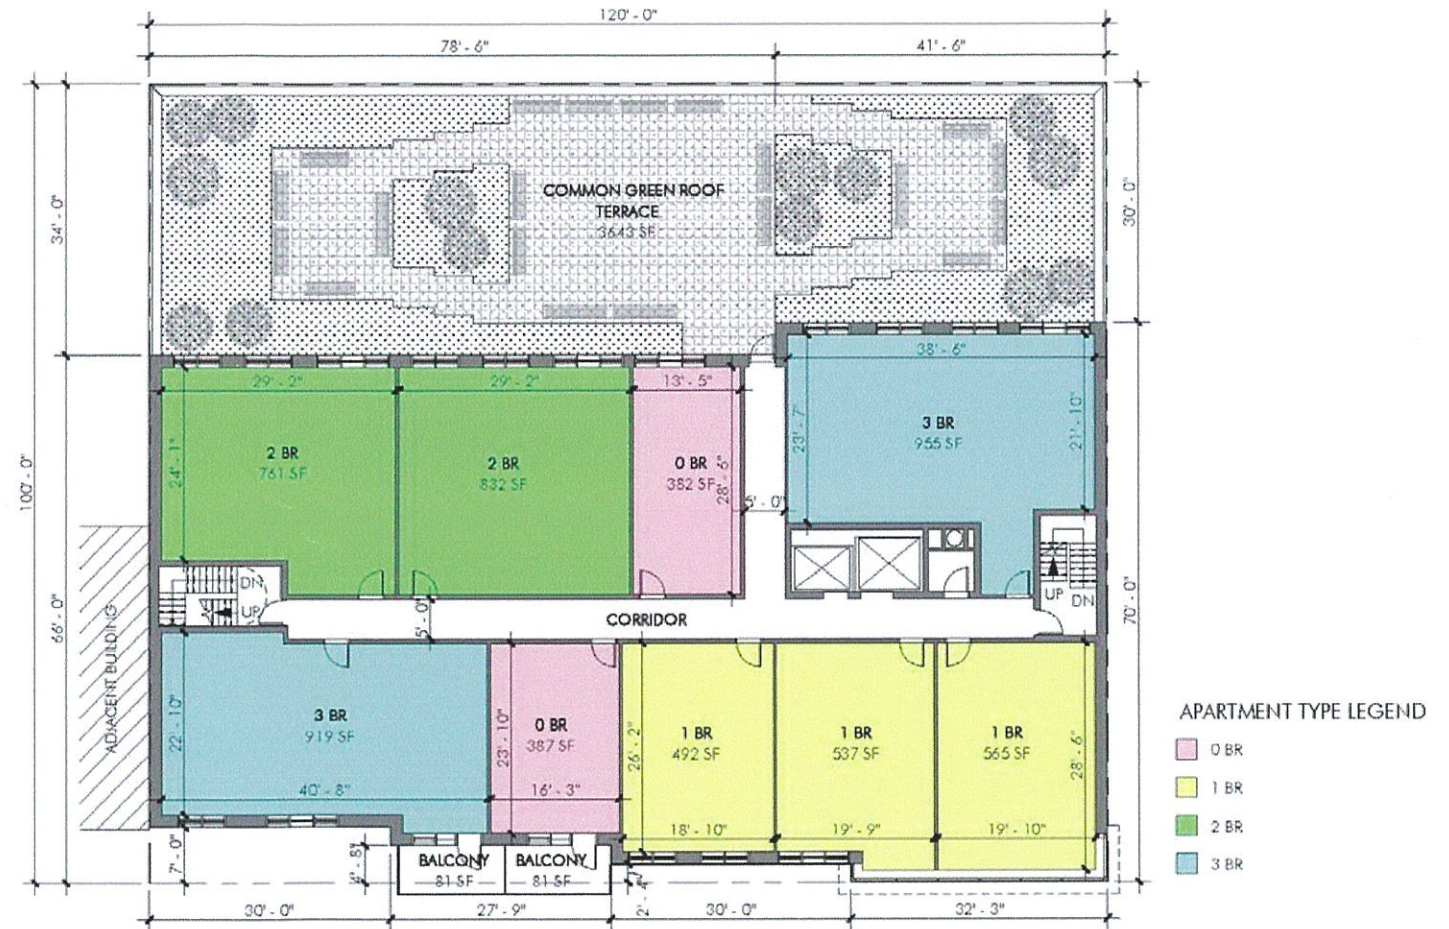 120' - 0"
78' - 6"
41' - 6"
34' - 0"
30' - 0"
COMMON GREEN ROOF
TERRACE
3643 SF
100' - 0"
66' - 0"
70' - 0"
29' - 2"
29' - 2"
13' - 5"
38' - 6"
24' - 1"
2 BR
761 SF
2 BR
832 SF
0 BR
382 SF
28' - 6"
5' - 0"
23' - 7"
3 BR
955 SF
21' - 10"
DN
UP
5' - 0"
CORRIDOR
UP
DN
ADJACENT BUILDING
22' - 10"
3 BR
919 SF
40' - 8"
23' - 10"
0 BR
387 SF
16' - 3"
26' - 2"
1 BR
492 SF
18' - 10"
1 BR
537 SF
19' - 9"
1 BR
565 SF
19' - 10"
28' - 6"
7' - 0"
4' - 8"
BALCONY
81 SF
BALCONY
81 SF
30' - 0"
27' - 9"
30' - 0"
32' - 3"
APARTMENT TYPE LEGEND
0 BR
1 BR
2 BR
3 BR